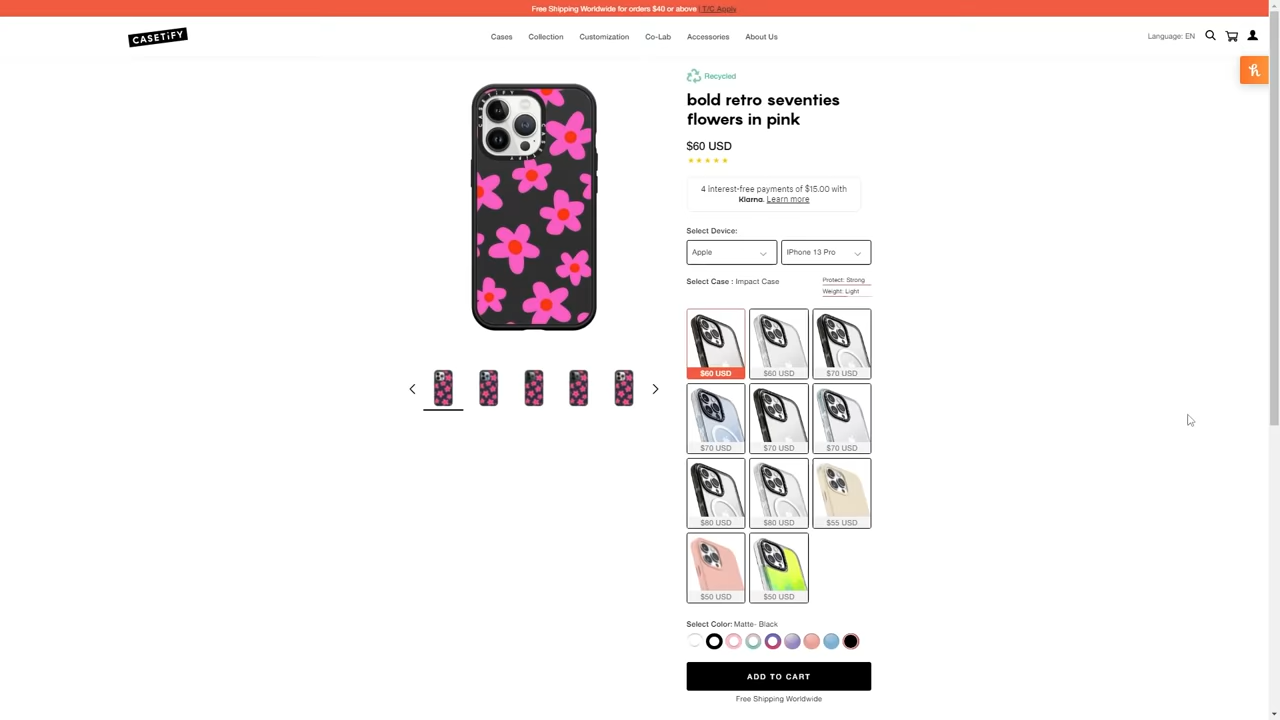 Free Shipping Worldwide for orders $40 or above | T/C Apply
CASETiFY
Cases
Collection
Customization
Co-Lab
Accessories
About Us
Language: EN
Recycled
bold retro seventies
flowers in pink
$60 USD
4 interest-free payments of $15.00 with
Klarna. Learn more
Select Device:
Apple
IPhone 13 Pro
Select Case : Impact Case
Protect: Strong
Weight: Light
$60 USD
$60 USD
$70 USD
$70 USD
$70 USD
$70 USD
$80 USD
$80 USD
$55 USD
$50 USD
$50 USD
Select Color: Matte- Black
ADD TO CART
Free Shipping Worldwide